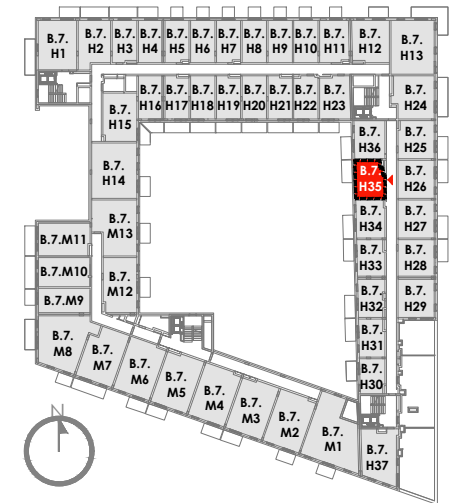 B.7.
H1
B.7.
H2
B.7.
H3
B.7.
H4
B.7.
H5
B.7.
H6
B.7.
H7
B.7.
H8
B.7.
H9
B.7.
H10
B.7.
H11
B.7.
H12
B.7.
H13
B.7.
H16
B.7.
H17
B.7.
H18
B.7.
H19
B.7.
H20
B.7.
H21
B.7.
H22
B.7.
H23
B.7.
H24
B.7.
H15
B.7.
H36
B.7.
H25
B.7.
H14
B.7.
H35
B.7.
H26
B.7.
M13
B.7.
H34
B.7.
H27
B.7.M11
B.7.
H33
B.7.
H28
B.7.M10
B.7.
M12
B.7.
H32
B.7.
H29
B.7.M9
B.7.
H31
B.7.
M8
B.7.
M7
B.7.
M6
B.7.
M5
B.7.
M4
B.7.
M3
B.7.
M2
B.7.
M1
B.7.
H30
B.7.
H37
N